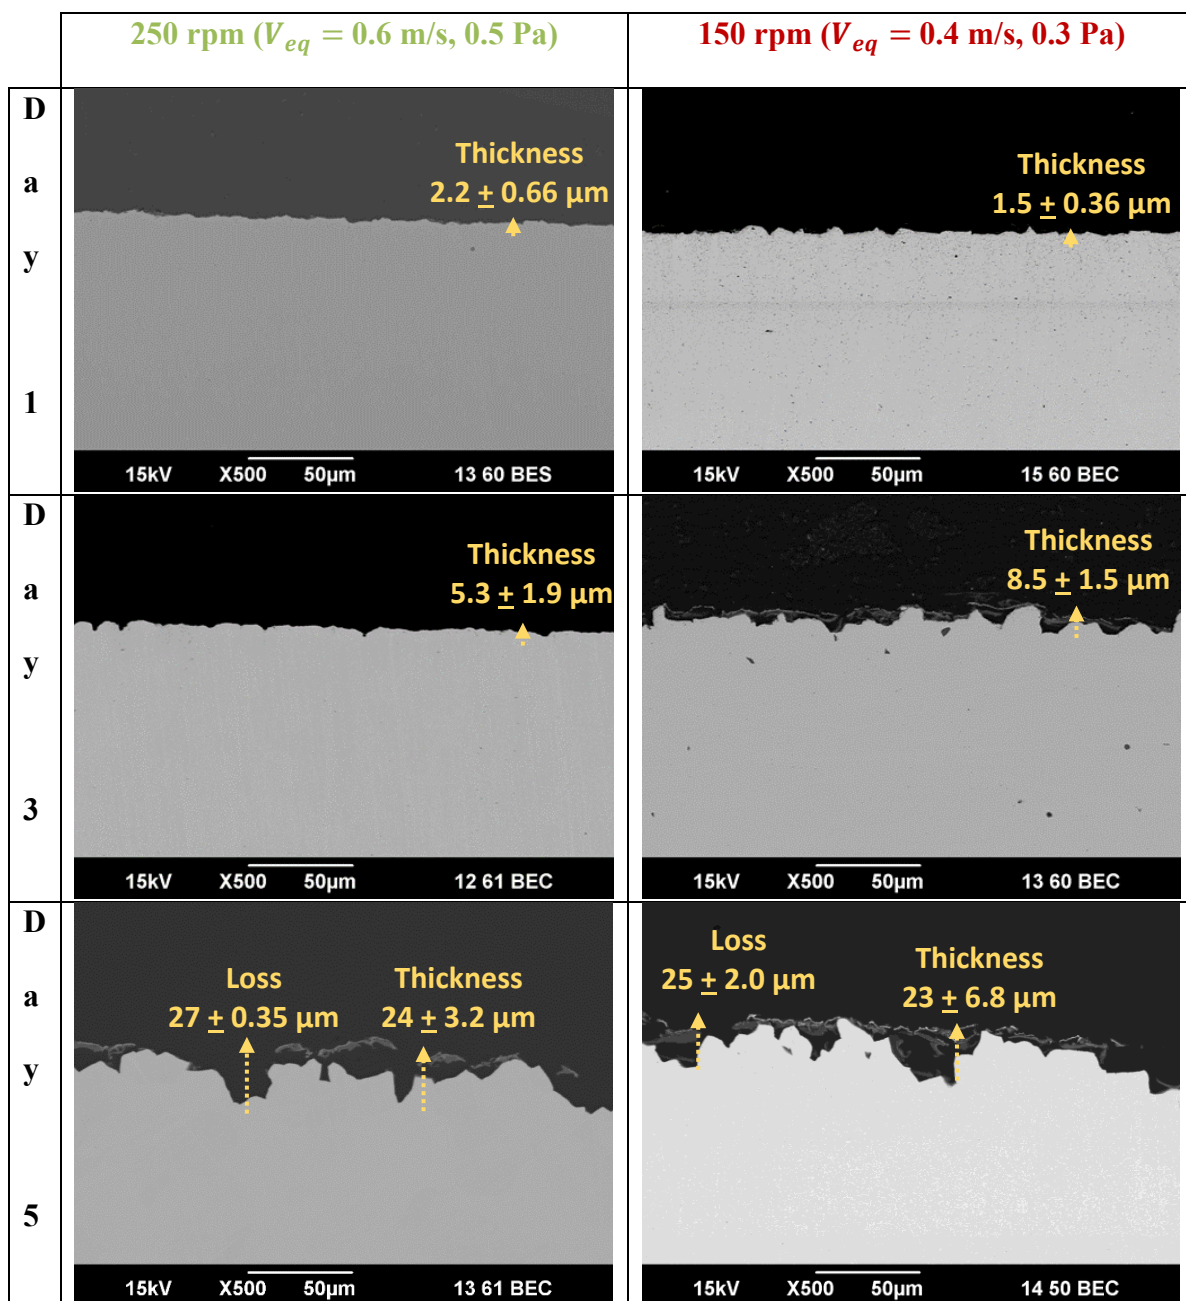 250 rpm (V_eq = 0.6 m/s, 0.5 Pa)
150 rpm (V_eq = 0.4 m/s, 0.3 Pa)
D
a
y
1
Thickness
2.2 ± 0.66 µm
15kV X500 50µm 13 60 BES
Thickness
1.5 ± 0.36 µm
15kV X500 50µm 15 60 BEC
D
a
y
3
Thickness
5.3 ± 1.9 µm
15kV X500 50µm 12 61 BEC
Thickness
8.5 ± 1.5 µm
15kV X500 50µm 13 60 BEC
D
a
y
5
Loss
27 ± 0.35 µm
Thickness
24 ± 3.2 µm
15kV X500 50µm 13 61 BEC
Loss
25 ± 2.0 µm
Thickness
23 ± 6.8 µm
15kV X500 50µm 14 50 BEC